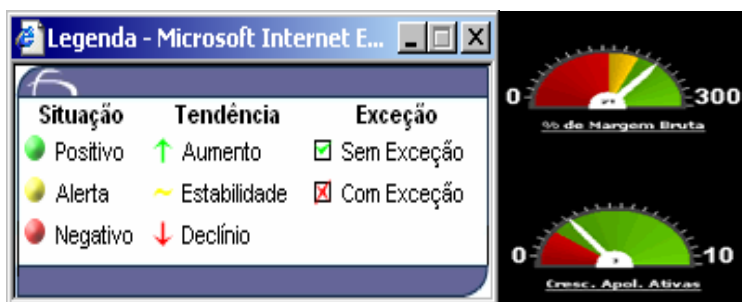 Legenda - Microsoft Internet E...
Situação Tendência Exceção
Positivo Aumento Sem Exceção
Alerta Estabilidade Com Exceção
Negativo Declínio
0 300
% de Margem Bruta
0 10
Cresc. Apol. Ativas